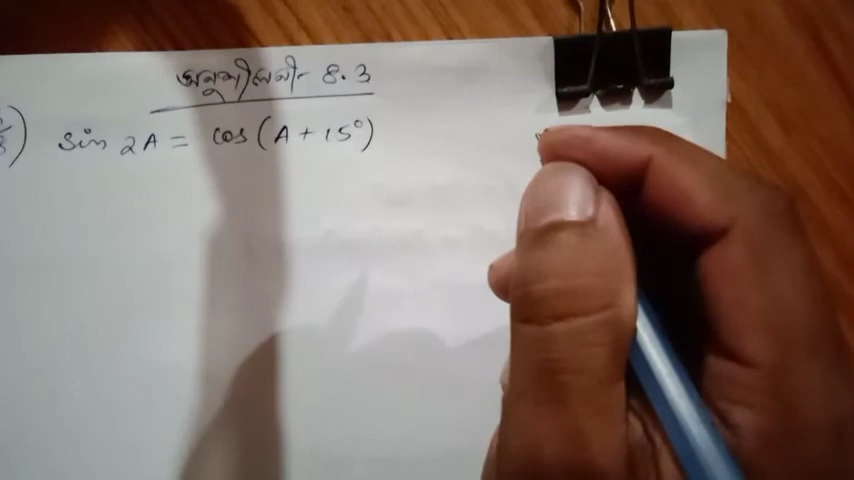 অনুশীলনী- 8.3
sin 2A = cos (A + 15°)